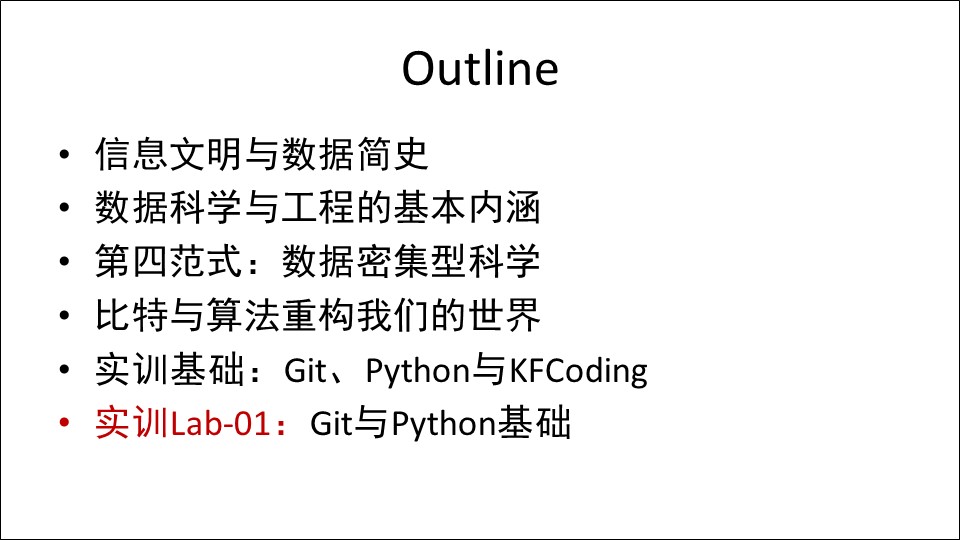 Outline
• 信息文明与数据简史
• 数据科学与工程的基本内涵
• 第四范式：数据密集型科学
• 比特与算法重构我们的世界
• 实训基础：Git、Python与KFCoding
• 实训Lab-01：Git与Python基础